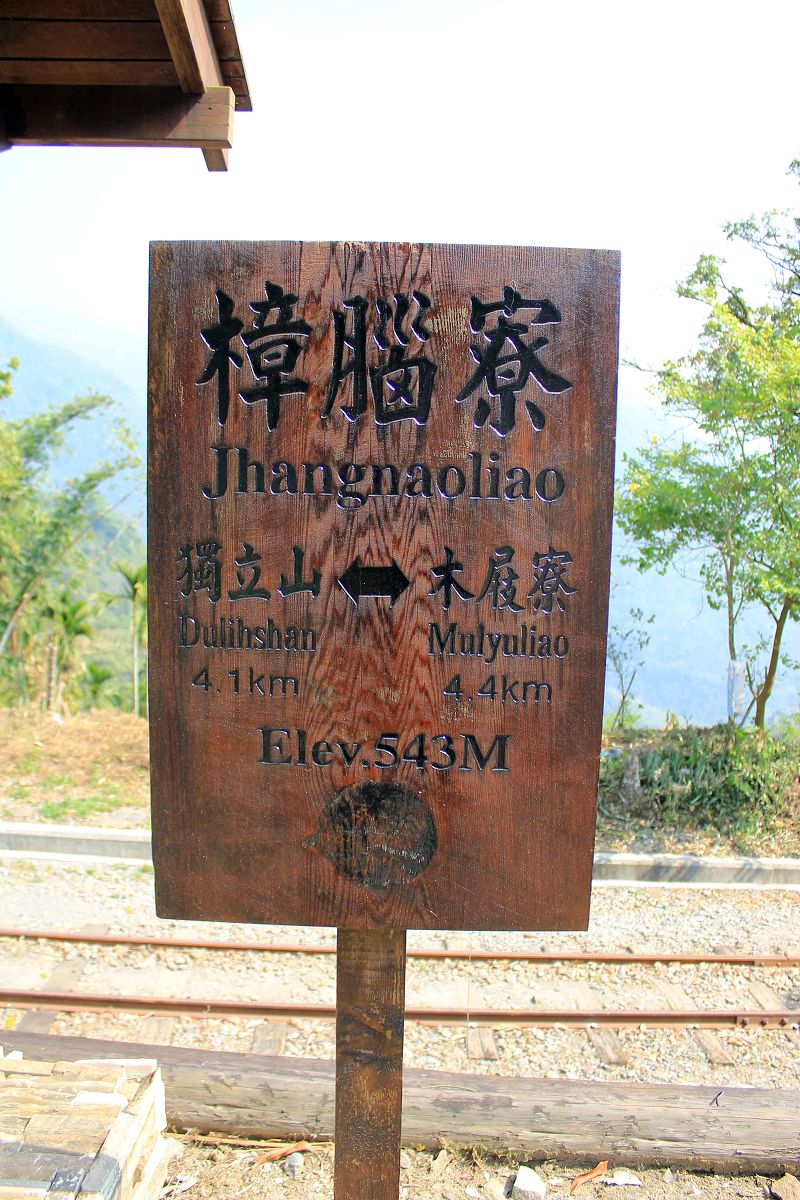 樟腦寮
Jhangnaoliao
獨立山 ⬌ 木屐寮
Dulihshan Mulyuliao
4.1km 4.4km
Elev.543M